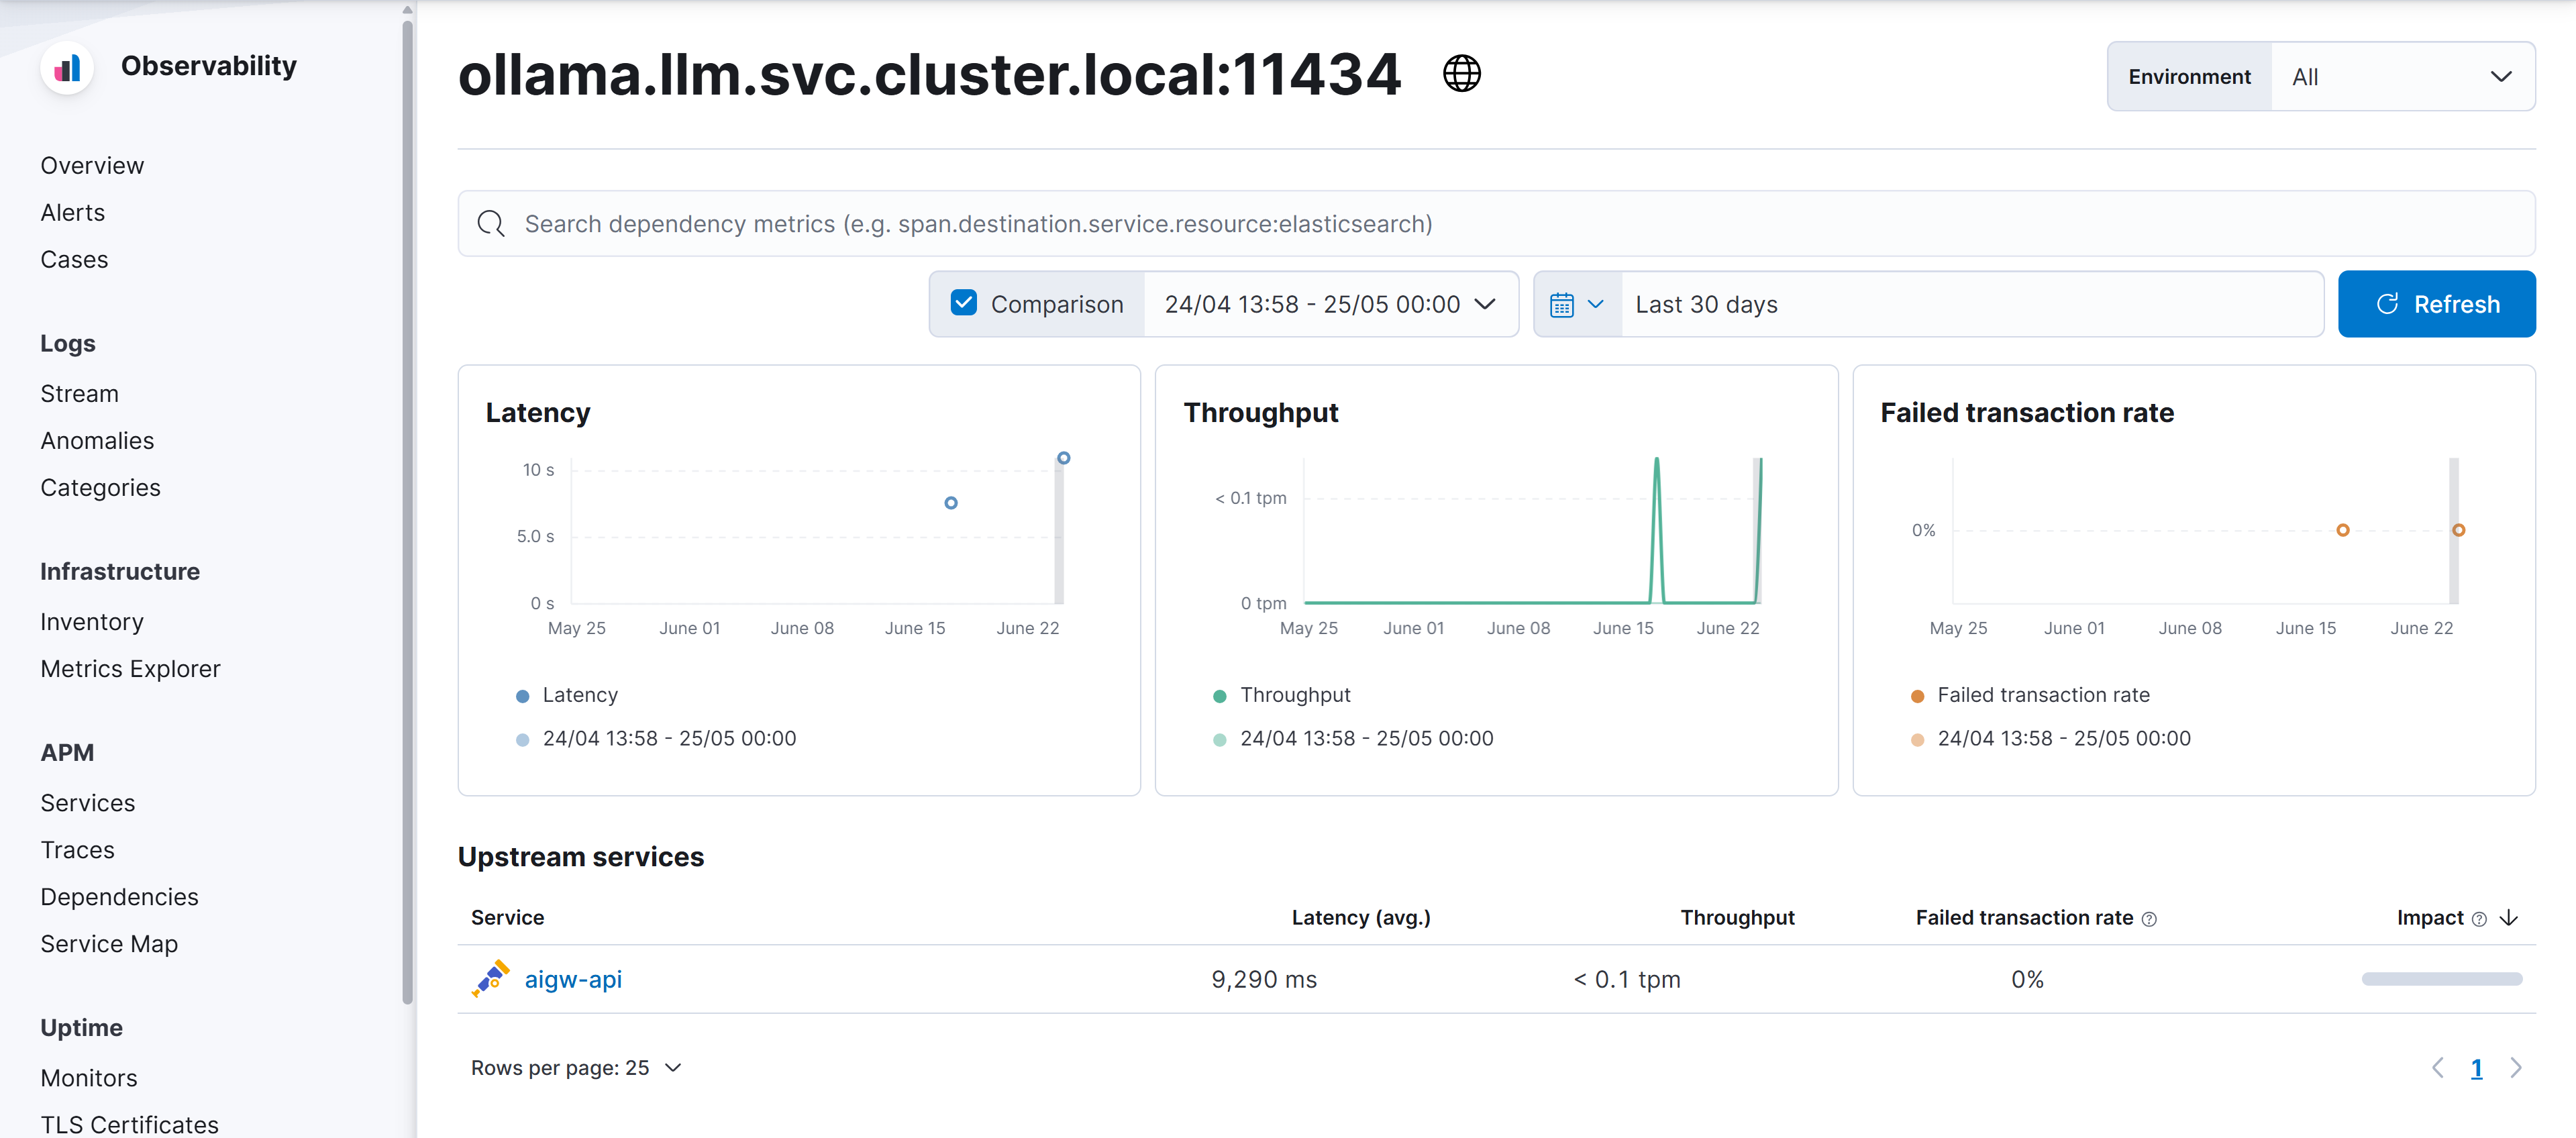 Observability
Overview
Alerts
Cases
Logs
Stream
Anomalies
Categories
Infrastructure
Inventory
Metrics Explorer
APM
Services
Traces
Dependencies
Service Map
Uptime
Monitors
TLS Certificates
ollama.llm.svc.cluster.local:11434
Environment All
Search dependency metrics (e.g. span.destination.service.resource:elasticsearch)
Comparison 24/04 13:58 - 25/05 00:00 Last 30 days Refresh
Latency
10 s
5.0 s
0 s
May 25 June 01 June 08 June 15 June 22
Latency
24/04 13:58 - 25/05 00:00
Throughput
< 0.1 tpm
0 tpm
May 25 June 01 June 08 June 15 June 22
Throughput
24/04 13:58 - 25/05 00:00
Failed transaction rate
0%
May 25 June 01 June 08 June 15 June 22
Failed transaction rate
24/04 13:58 - 25/05 00:00
Upstream services
Service Latency (avg.) Throughput Failed transaction rate Impact
aigw-api 9,290 ms < 0.1 tpm 0%
Rows per page: 25 1